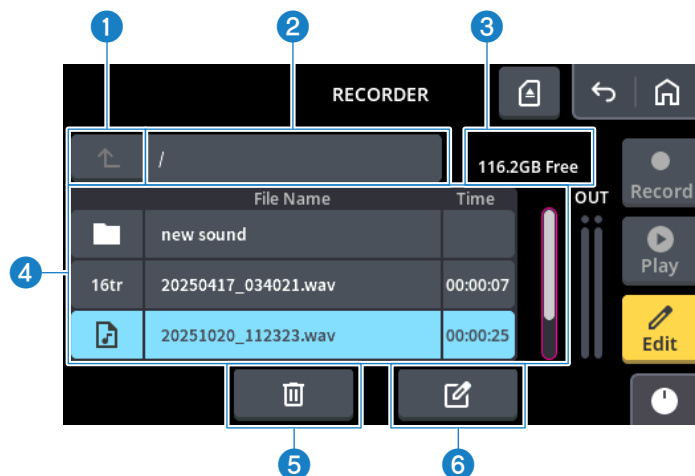 1 2 3
RECORDER
/
116.2GB Free
File Name Time
OUT
Record
new sound
16tr 20250417_034021.wav 00:00:07
Play
20251020_112323.wav 00:00:25
Edit
4
5 6